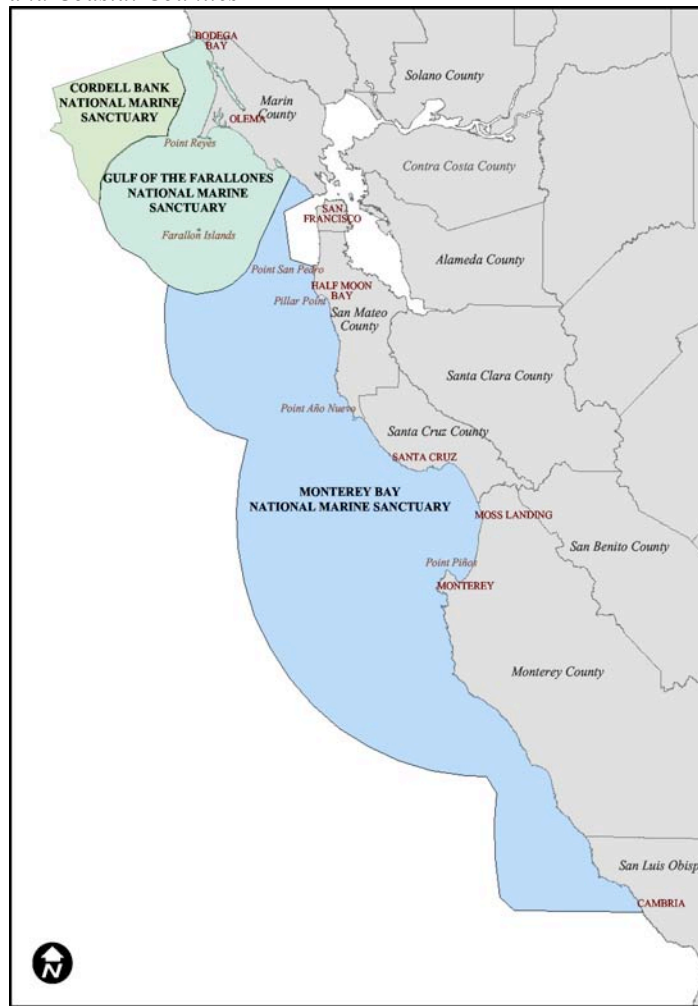 BODEGA
BAY
Solano County
CORDELL BANK
NATIONAL MARINE
SANCTUARY
Marin
County
OLEMA
Point Reyes
Contra Costa County
GULF OF THE FARALLONES
NATIONAL MARINE
SANCTUARY
SAN
FRANCISCO
Farallon Islands
Alameda County
Point San Pedro
HALF MOON
BAY
Pillar Point
San Mateo
County
Santa Clara County
Point Año Nuevo
Santa Cruz County
SANTA CRUZ
MONTEREY BAY
NATIONAL MARINE SANCTUARY
MOSS LANDING
San Benito County
Point Piños
MONTEREY
Monterey County
San Luis Obisp
CAMBRIA
N